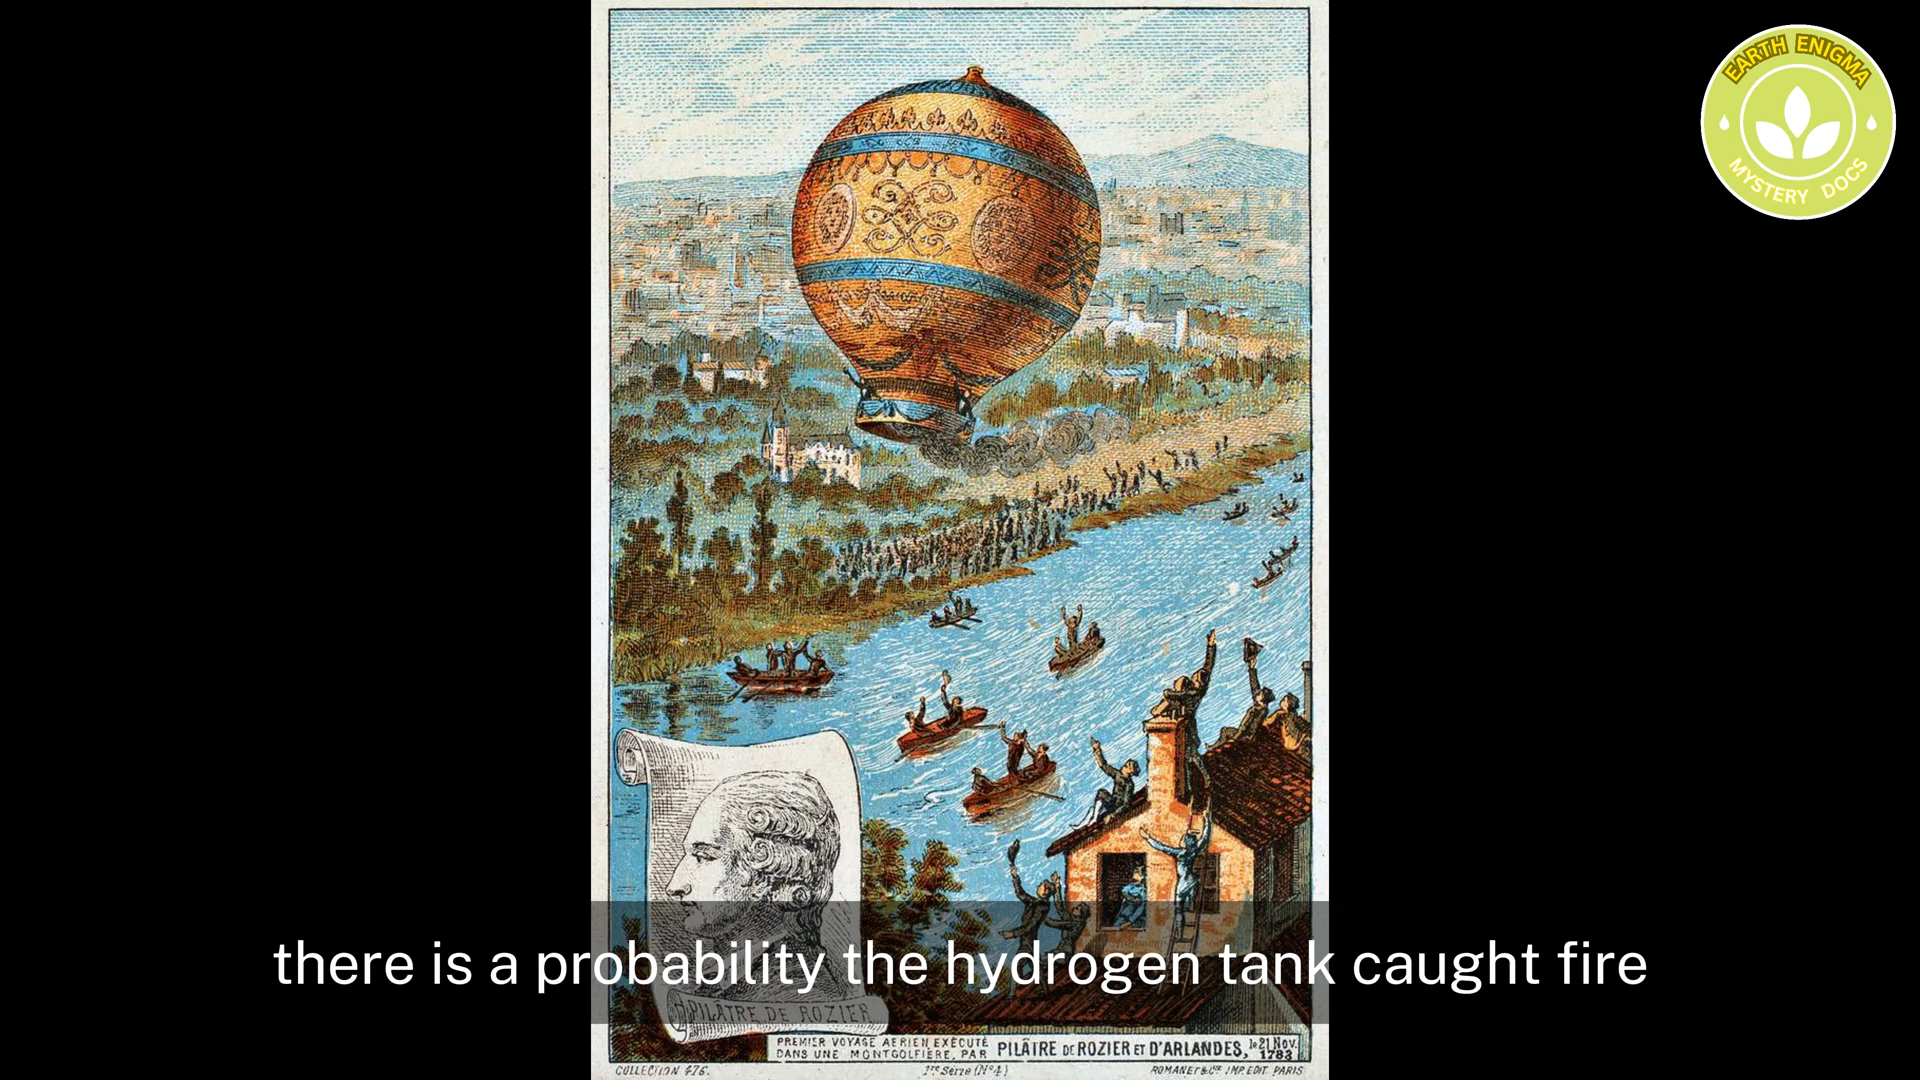 EARTH ENIGMA
MYSTERY DOCS
there is a probability the hydrogen tank caught fire
PILÂTRE DE ROZIER
PREMIER VOYAGE AERIEN EXÉCUTÉ
DANS UNE MONTGOLFIÈRE, PAR PILÂTRE DE ROZIER ET D'ARLANDES, le 21 Nov. 1783
COLLECTION 476. 1re Serie (No 4) ROMANET & Cie. IMP. EDIT. PARIS